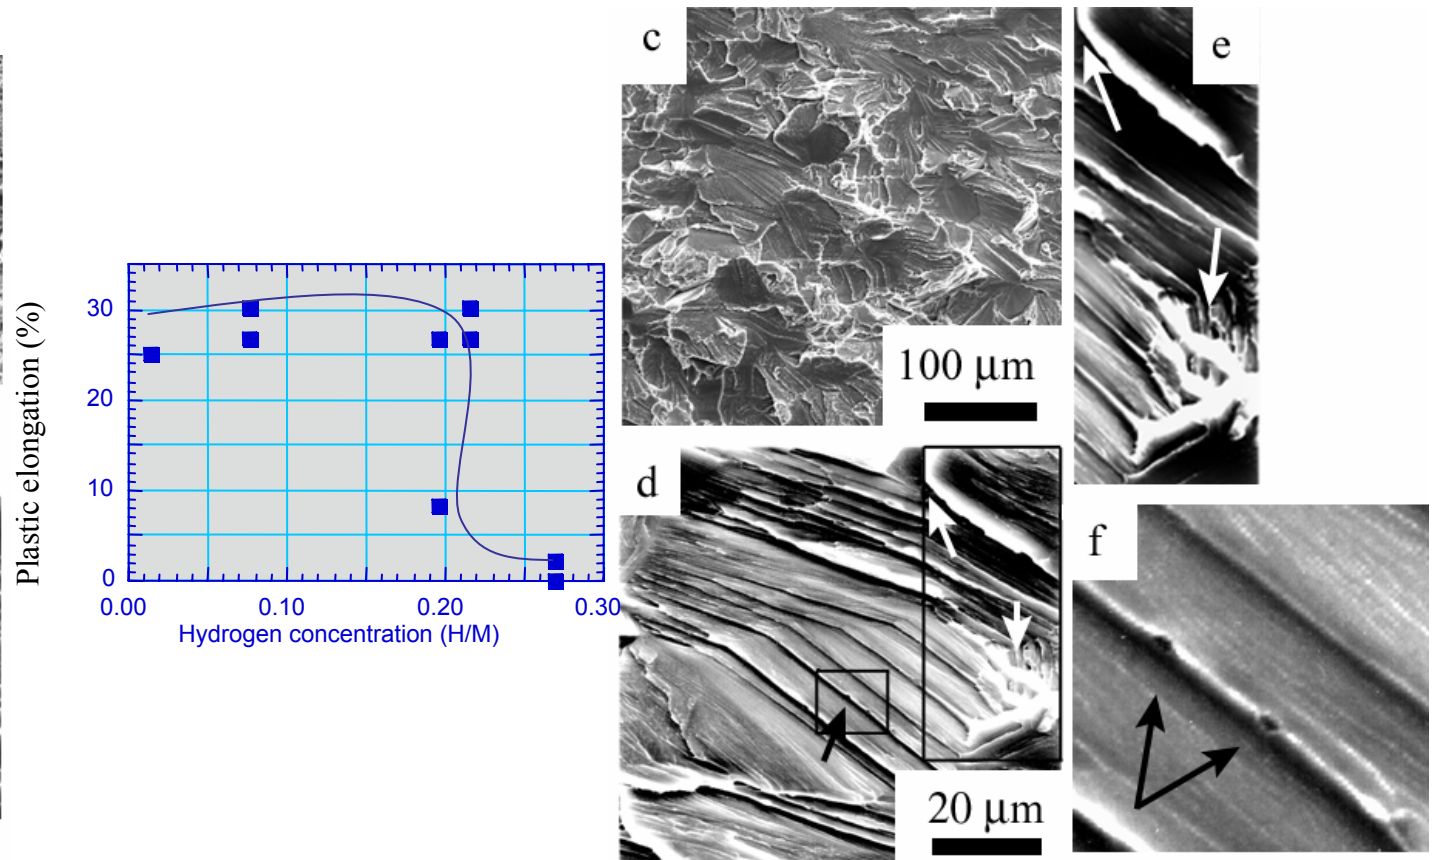 Plastic elongation (%)
30
20
10
0
0.00 0.10 0.20 0.30
Hydrogen concentration (H/M)
c
100 μm
d
20 μm
e
f